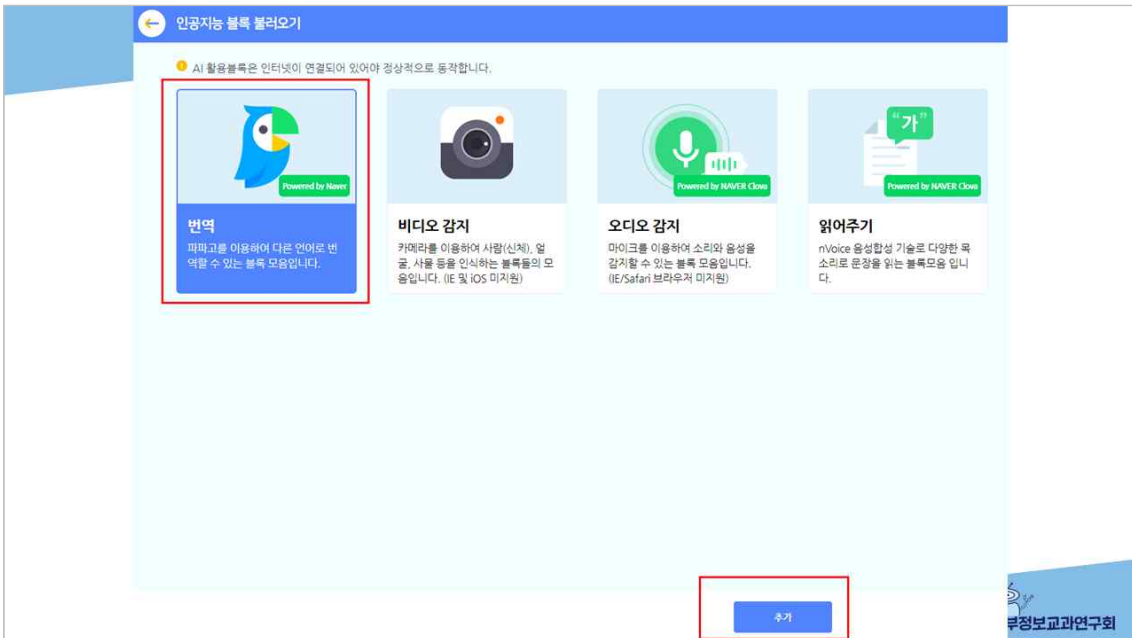 인공지능 블록 불러오기
AI 활용블록은 인터넷이 연결되어 있어야 정상적으로 동작합니다.
Powered by Naver
번역
파파고를 이용하여 다른 언어로 번
역할 수 있는 블록 모음입니다.
비디오 감지
카메라를 이용하여 사람(신체), 얼
굴, 사물 등을 인식하는 블록들의 모
음입니다. (IE 및 iOS 미지원)
Powered by NAVER Clova
오디오 감지
마이크를 이용하여 소리와 음성을
감지할 수 있는 블록 모음입니다.
(IE/Safari 브라우저 미지원)
“가”
Powered by NAVER Clova
읽어주기
nVoice 음성합성 기술로 다양한 목
소리로 문장을 읽는 블록모음 입니
다.
추가
부정보교과연구회